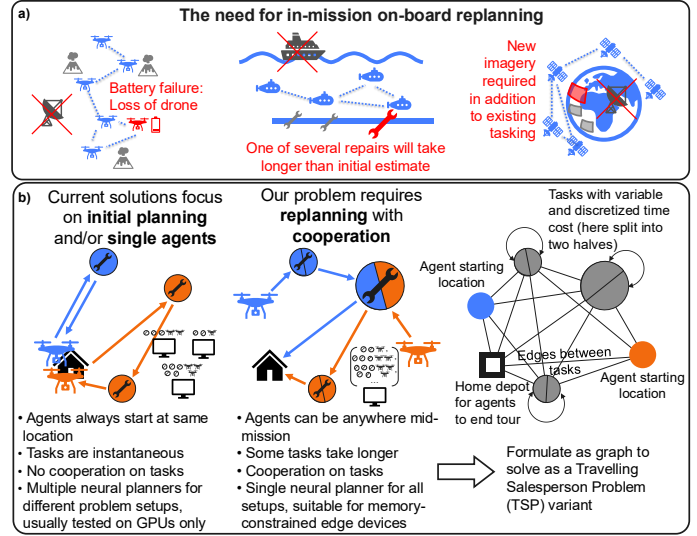 a)
The need for in-mission on-board replanning
Battery failure:
Loss of drone
One of several repairs will take
longer than initial estimate
New
imagery
required
in addition
to existing
tasking
b)
Current solutions focus
on initial planning
and/or single agents
• Agents always start at same
location
• Tasks are instantaneous
• No cooperation on tasks
• Multiple neural planners for
different problem setups,
usually tested on GPUs only
Our problem requires
replanning with
cooperation
...
• Agents can be anywhere mid-
mission
• Some tasks take longer
• Cooperation on tasks
• Single neural planner for all
setups, suitable for memory-
constrained edge devices
Tasks with variable
and discretized time
cost (here split into
two halves)
Agent starting
location
Edges between
tasks
Home depot
for agents
to end tour
Agent starting
location
Formulate as graph to
solve as a Travelling
Salesperson Problem
(TSP) variant